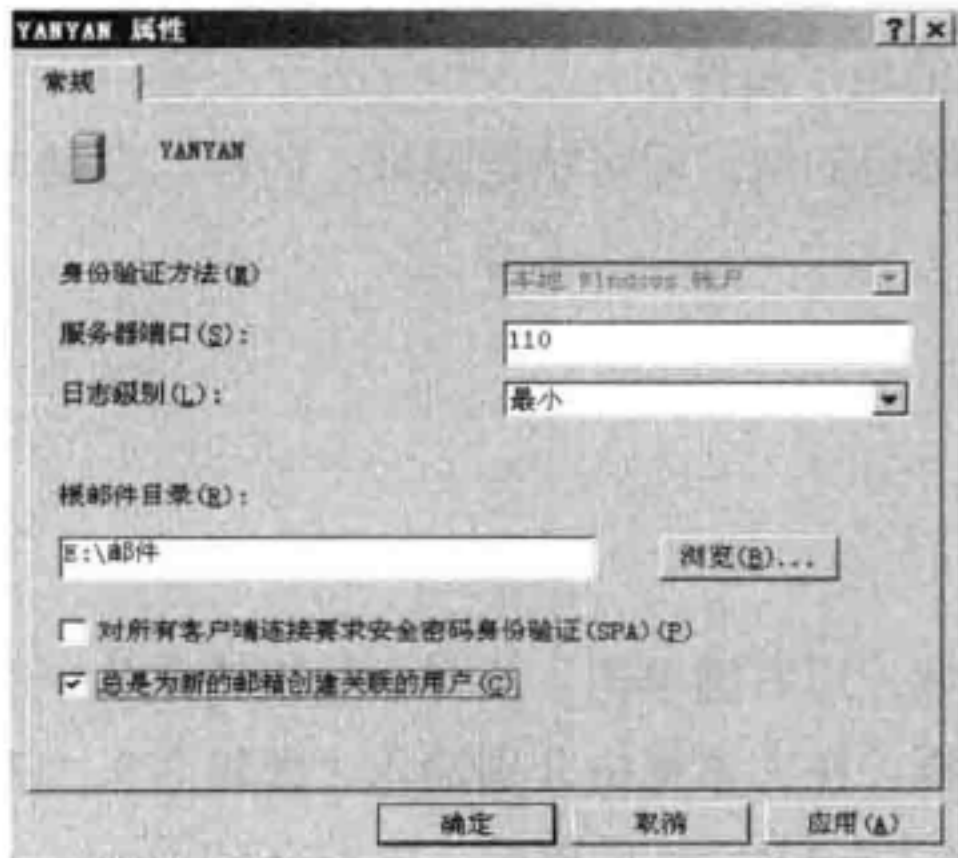 YANYAN 属性
常规
YANYAN
身份验证方法(M)
本地 Windows 帐户
服务器端口(S):
110
日志级别(L):
最小
根邮件目录(R):
E:\邮件
浏览(B)...
对所有客户端连接要求安全密码身份验证(SPA)(P)
总是为新的邮箱创建关联的用户(C)
确定
取消
应用(A)